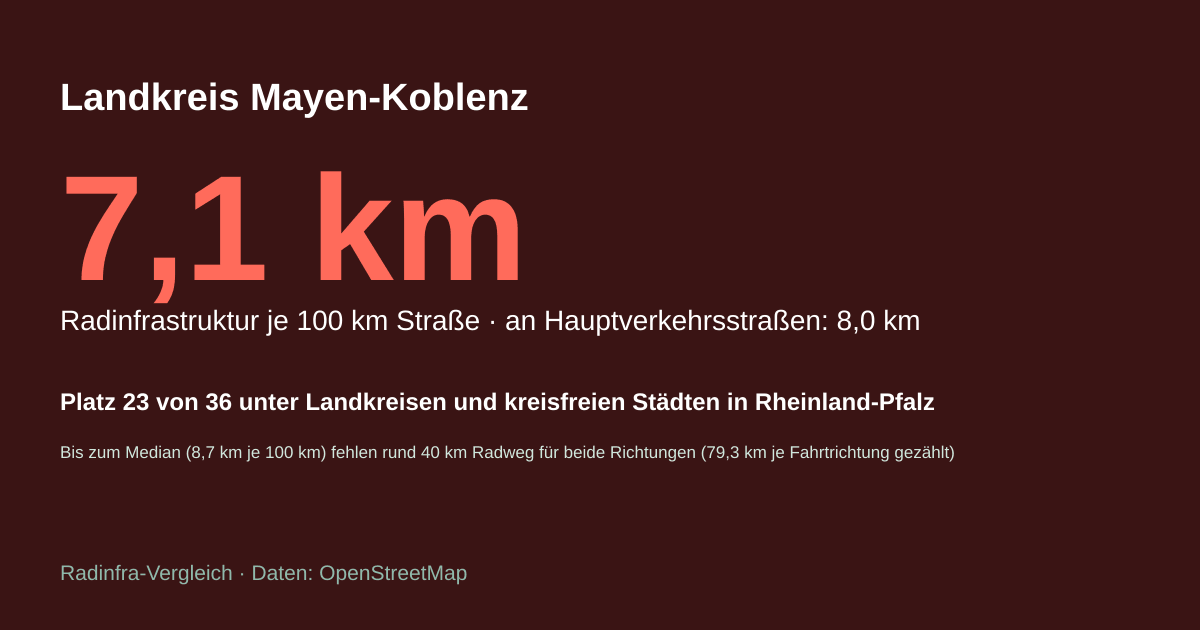 Landkreis Mayen-Koblenz
7,1 km
Radinfrastruktur je 100 km Straße · an Hauptverkehrsstraßen: 8,0 km
Platz 23 von 36 unter Landkreisen und kreisfreien Städten in Rheinland-Pfalz
Bis zum Median (8,7 km je 100 km) fehlen rund 40 km Radweg für beide Richtungen (79,3 km je Fahrtrichtung gezählt)
Radinfra-Vergleich · Daten: OpenStreetMap